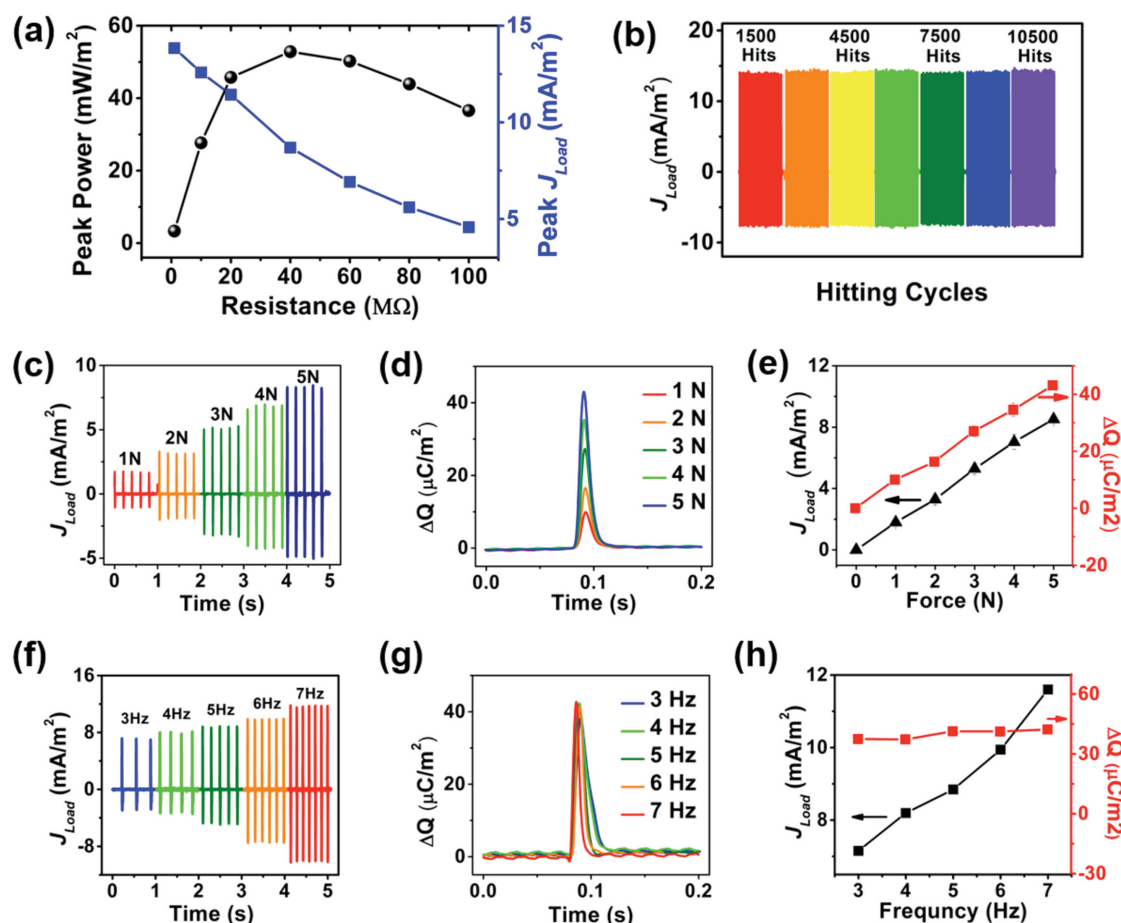 (a)
60
40
20
0
Peak Power (mW/m²)
15
10
5
Peak J_Load (mA/m²)
0 20 40 60 80 100
Resistance (MΩ)
(b)
20
10
0
-10
J_Load(mA/m²)
1500 4500 7500 10500
Hits Hits Hits Hits
Hitting Cycles
(c)
10
5
0
-5
J_Load (mA/m²)
1N 2N 3N 4N 5N
0 1 2 3 4 5
Time (s)
(d)
40
20
0
ΔQ (μC/m²)
1 N
2 N
3 N
4 N
5 N
0.0 0.1 0.2
Time (s)
(e)
12
8
4
0
J_Load (mA/m²)
40
20
0
-20
ΔQ (μC/m2)
0 1 2 3 4 5
Force (N)
(f)
16
8
0
-8
J_Load (mA/m²)
3Hz 4Hz 5Hz 6Hz 7Hz
0 1 2 3 4 5
Time (s)
(g)
40
20
0
ΔQ (μC/m²)
3 Hz
4 Hz
5 Hz
6 Hz
7 Hz
0.0 0.1 0.2
Time (s)
(h)
12
10
8
J_Load (mA/m²)
60
30
0
-30
ΔQ (μC/m2)
3 4 5 6 7
Frequncy (Hz)